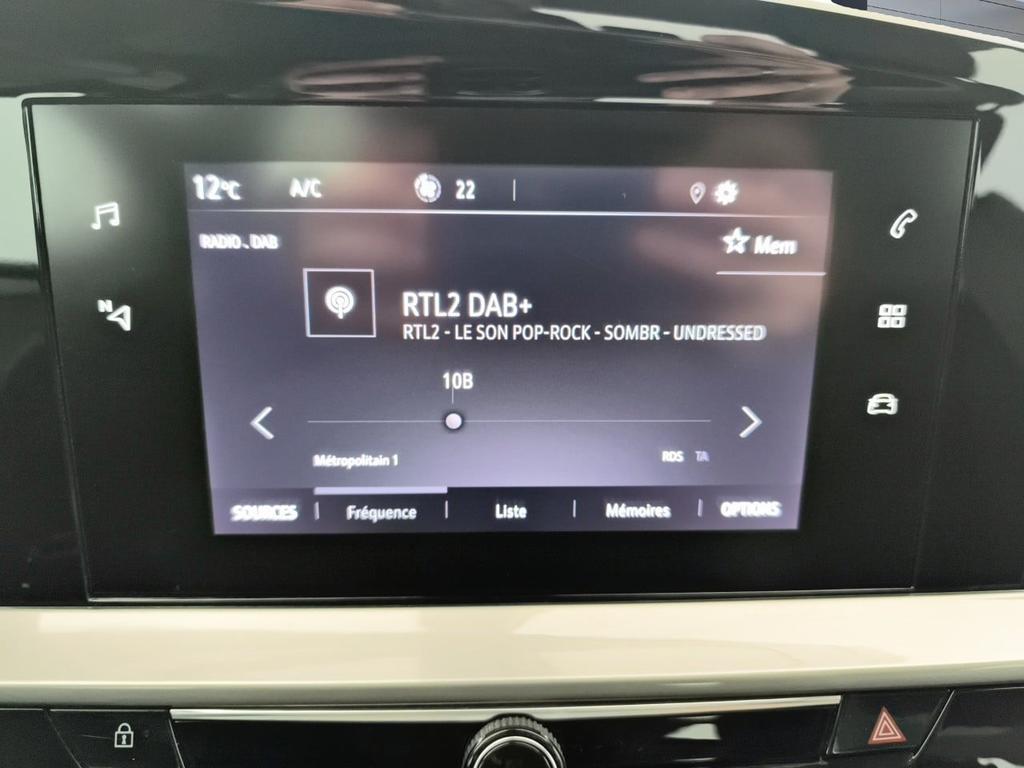 12°C A/C 22
RADIO . DAB
Mem
RTL2 DAB+
RTL2 - LE SON POP-ROCK - SOMBR - UNDRESSED
10B
Métropolitain 1
RDS TA
SOURCES Fréquence Liste Mémoires OPTIONS
N